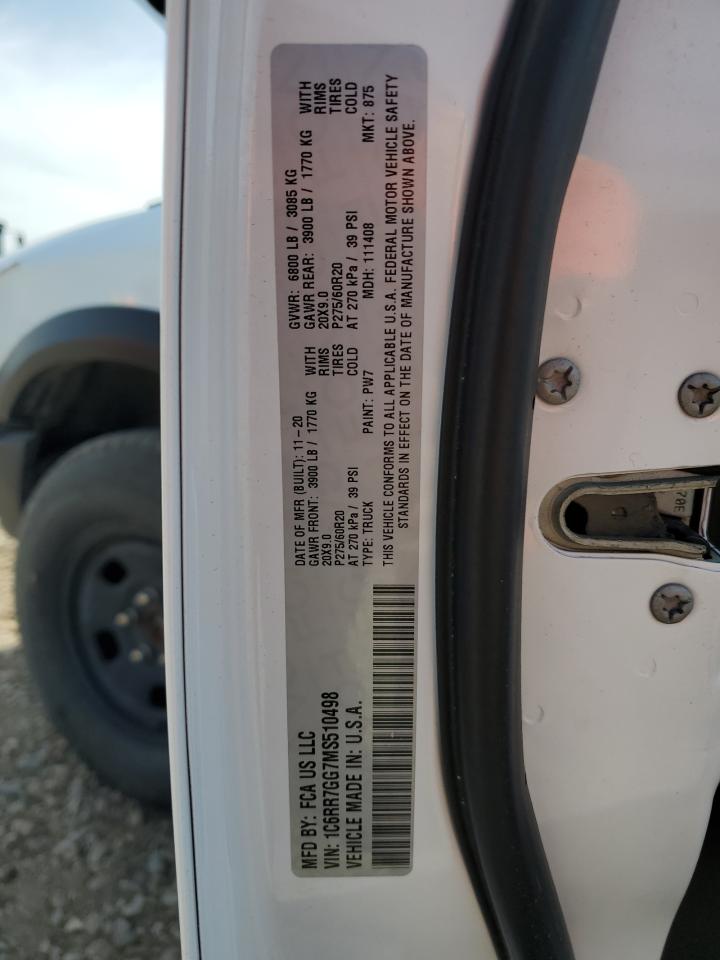 MFD BY: FCA US LLC
DATE OF MFR (BUILT): 11-20
GVWR: 6800 LB / 3085 KG
GAWR FRONT: 3900 LB / 1770 KG WITH
GAWR REAR: 3900 LB / 1770 KG WITH
20X9.0 RIMS
20X9.0 RIMS
P275/60R20 TIRES
P275/60R20 TIRES
AT 270 kPa / 39 PSI COLD
AT 270 kPa / 39 PSI COLD
VIN: 1C6RR7GG7MS510498
TYPE: TRUCK PAINT: PW7 MDH: 111408 MKT: 875
VEHICLE MADE IN: U.S.A.
THIS VEHICLE CONFORMS TO ALL APPLICABLE U.S.A. FEDERAL MOTOR VEHICLE SAFETY
STANDARDS IN EFFECT ON THE DATE OF MANUFACTURE SHOWN ABOVE.